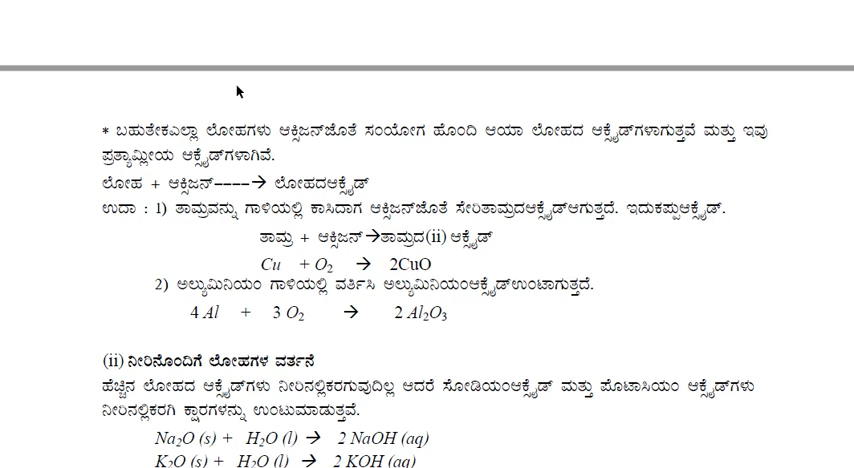 * ಬಹುತೇಕಎಲ್ಲಾ ಲೋಹಗಳು ಆಕ್ಸಿಜನ್‌ಜೊತೆ ಸಂಯೋಗ ಹೊಂದಿ ಆಯಾ ಲೋಹದ ಆಕ್ಸೈಡ್‌ಗಳಾಗುತ್ತವೆ ಮತ್ತು ಇವು
ಪ್ರತ್ಯಾಮ್ಲೀಯ ಆಕ್ಸೈಡ್‌ಗಳಾಗಿವೆ.
ಲೋಹ + ಆಕ್ಸಿಜನ್----→ ಲೋಹದಆಕ್ಸೈಡ್
ಉದಾ : 1) ತಾಮ್ರವನ್ನು ಗಾಳಿಯಲ್ಲಿ ಕಾಸಿದಾಗ ಆಕ್ಸಿಜನ್‌ಜೊತೆ ಸೇರಿತಾಮ್ರದಆಕ್ಸೈಡ್‌ಆಗುತ್ತದೆ. ಇದುಕಪ್ಪುಆಕ್ಸೈಡ್.
ತಾಮ್ರ + ಆಕ್ಸಿಜನ್→ತಾಮ್ರದ(ii) ಆಕ್ಸೈಡ್
Cu + O₂ → 2CuO
2) ಅಲ್ಯುಮಿನಿಯಂ ಗಾಳಿಯಲ್ಲಿ ವರ್ತಿಸಿ ಅಲ್ಯುಮಿನಿಯಂಆಕ್ಸೈಡ್‌ಉಂಟಾಗುತ್ತದೆ.
4 Al + 3 O₂ → 2 Al₂O₃
(ii) ನೀರಿನೊಂದಿಗೆ ಲೋಹಗಳ ವರ್ತನೆ
ಹೆಚ್ಚಿನ ಲೋಹದ ಆಕ್ಸೈಡ್‌ಗಳು ನೀರಿನಲ್ಲಿಕರಗುವುದಿಲ್ಲ ಆದರೆ ಸೋಡಿಯಂಆಕ್ಸೈಡ್ ಮತ್ತು ಪೊಟಾಸಿಯಂ ಆಕ್ಸೈಡ್‌ಗಳು
ನೀರಿನಲ್ಲಿಕರಗಿ ಕ್ಷಾರಗಳನ್ನು ಉಂಟುಮಾಡುತ್ತವೆ.
Na₂O (s) + H₂O (l) → 2 NaOH (aq)
K₂O (s) + H₂O (l) → 2 KOH (aq)